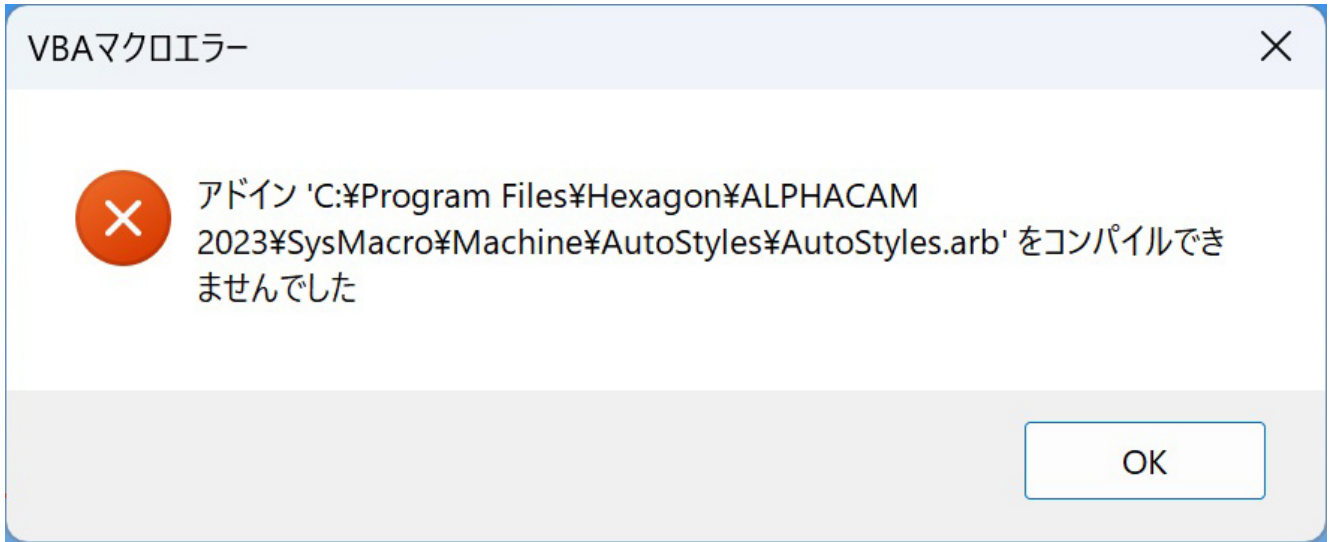 VBAマクロエラー
アドイン 'C:¥Program Files¥Hexagon¥ALPHACAM
2023¥SysMacro¥Machine¥AutoStyles¥AutoStyles.arb' をコンパイルでき
ませんでした
OK